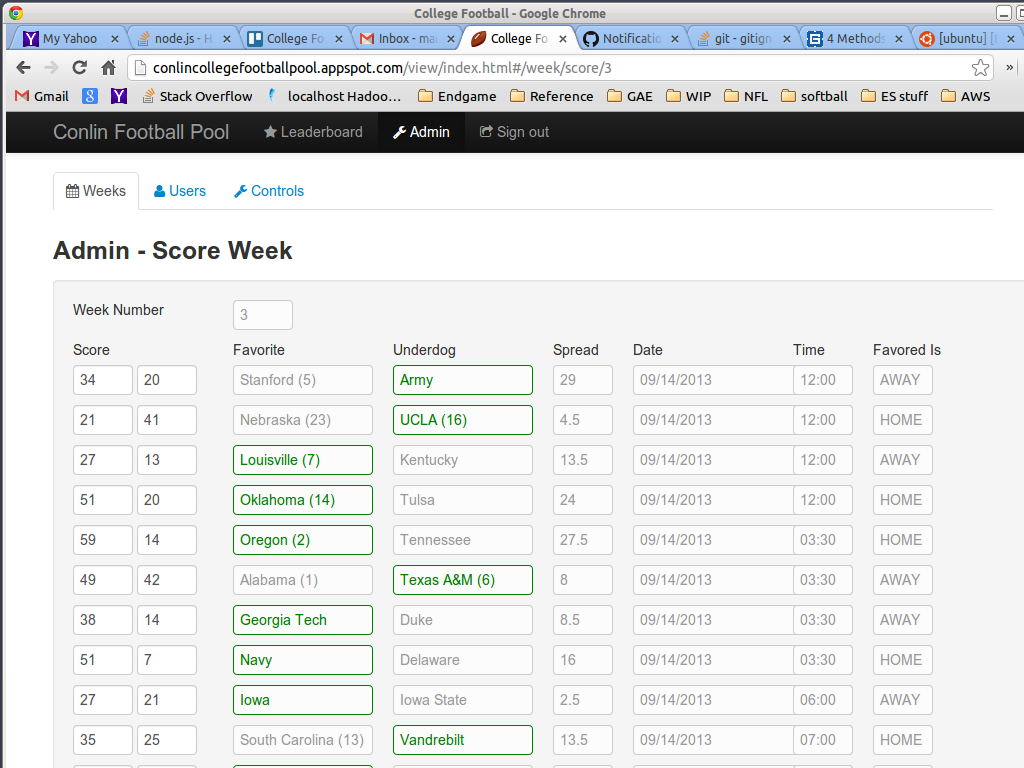 College Football - Google Chrome
My Yahoo node.js - H College Fo Inbox - ma College Fo Notificatio git - gitign 4 Methods [ubuntu] [
conlincollegefootballpool.appspot.com/view/index.html#/week/score/3
Gmail Stack Overflow localhost Hadoo... Endgame Reference GAE WIP NFL softball ES stuff AWS
Conlin Football Pool Leaderboard Admin Sign out
Weeks Users Controls
Admin - Score Week
Week Number 3
Score Favorite Underdog Spread Date Time Favored Is
34 20 Stanford (5) Army 29 09/14/2013 12:00 AWAY
21 41 Nebraska (23) UCLA (16) 4.5 09/14/2013 12:00 HOME
27 13 Louisville (7) Kentucky 13.5 09/14/2013 12:00 AWAY
51 20 Oklahoma (14) Tulsa 24 09/14/2013 12:00 HOME
59 14 Oregon (2) Tennessee 27.5 09/14/2013 03:30 HOME
49 42 Alabama (1) Texas A&M (6) 8 09/14/2013 03:30 AWAY
38 14 Georgia Tech Duke 8.5 09/14/2013 03:30 AWAY
51 7 Navy Delaware 16 09/14/2013 03:30 HOME
27 21 Iowa Iowa State 2.5 09/14/2013 06:00 AWAY
35 25 South Carolina (13) Vandrebilt 13.5 09/14/2013 07:00 HOME